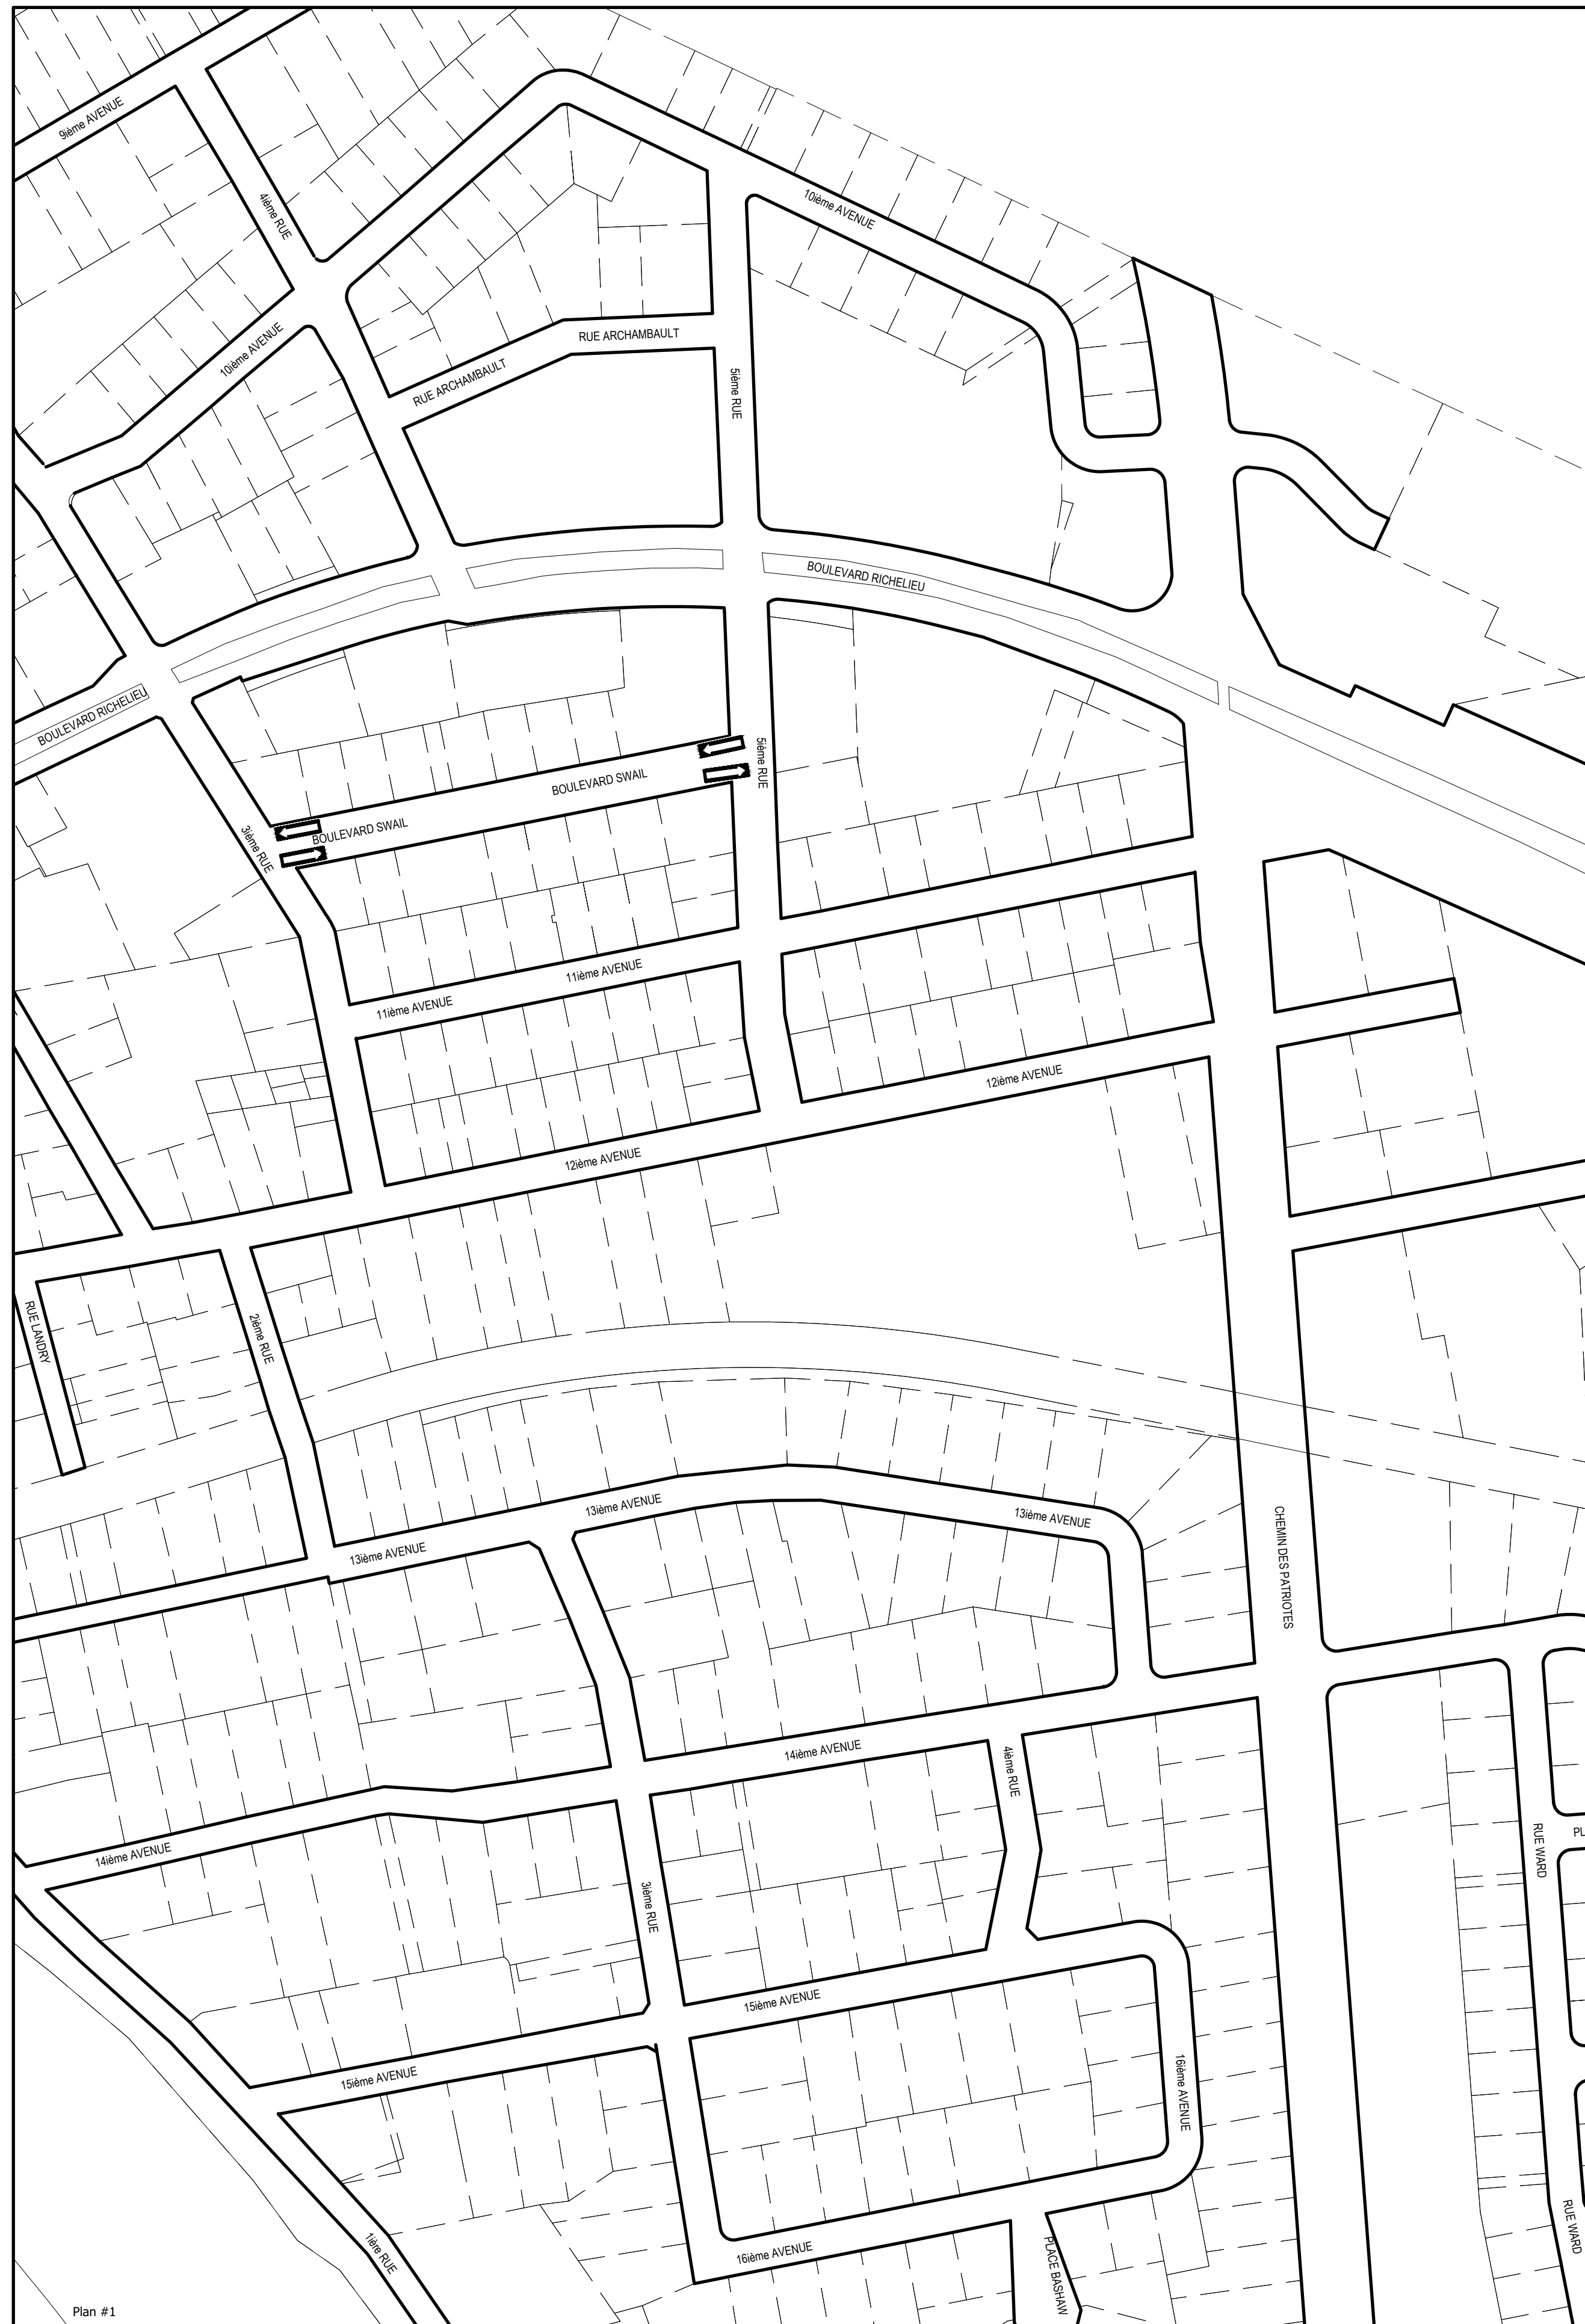 9ième AVENUE
4ième RUE
10ième AVENUE
10ième AVENUE
RUE ARCHAMBAULT
RUE ARCHAMBAULT
5ième RUE
BOULEVARD RICHELIEU
BOULEVARD RICHELIEU
5ième RUE
BOULEVARD SWAIL
BOULEVARD SWAIL
3ième RUE
11ième AVENUE
11ième AVENUE
12ième AVENUE
12ième AVENUE
RUE LANDRY
2ième RUE
13ième AVENUE
13ième AVENUE
13ième AVENUE
CHEMIN DES PATRIOTES
14ième AVENUE
4ième RUE
14ième AVENUE
RUE WARD
PL
3ième RUE
15ième AVENUE
15ième AVENUE
16ième AVENUE
RUE WARD
1ière RUE
16ième AVENUE
PLACE BASHAW
Plan #1